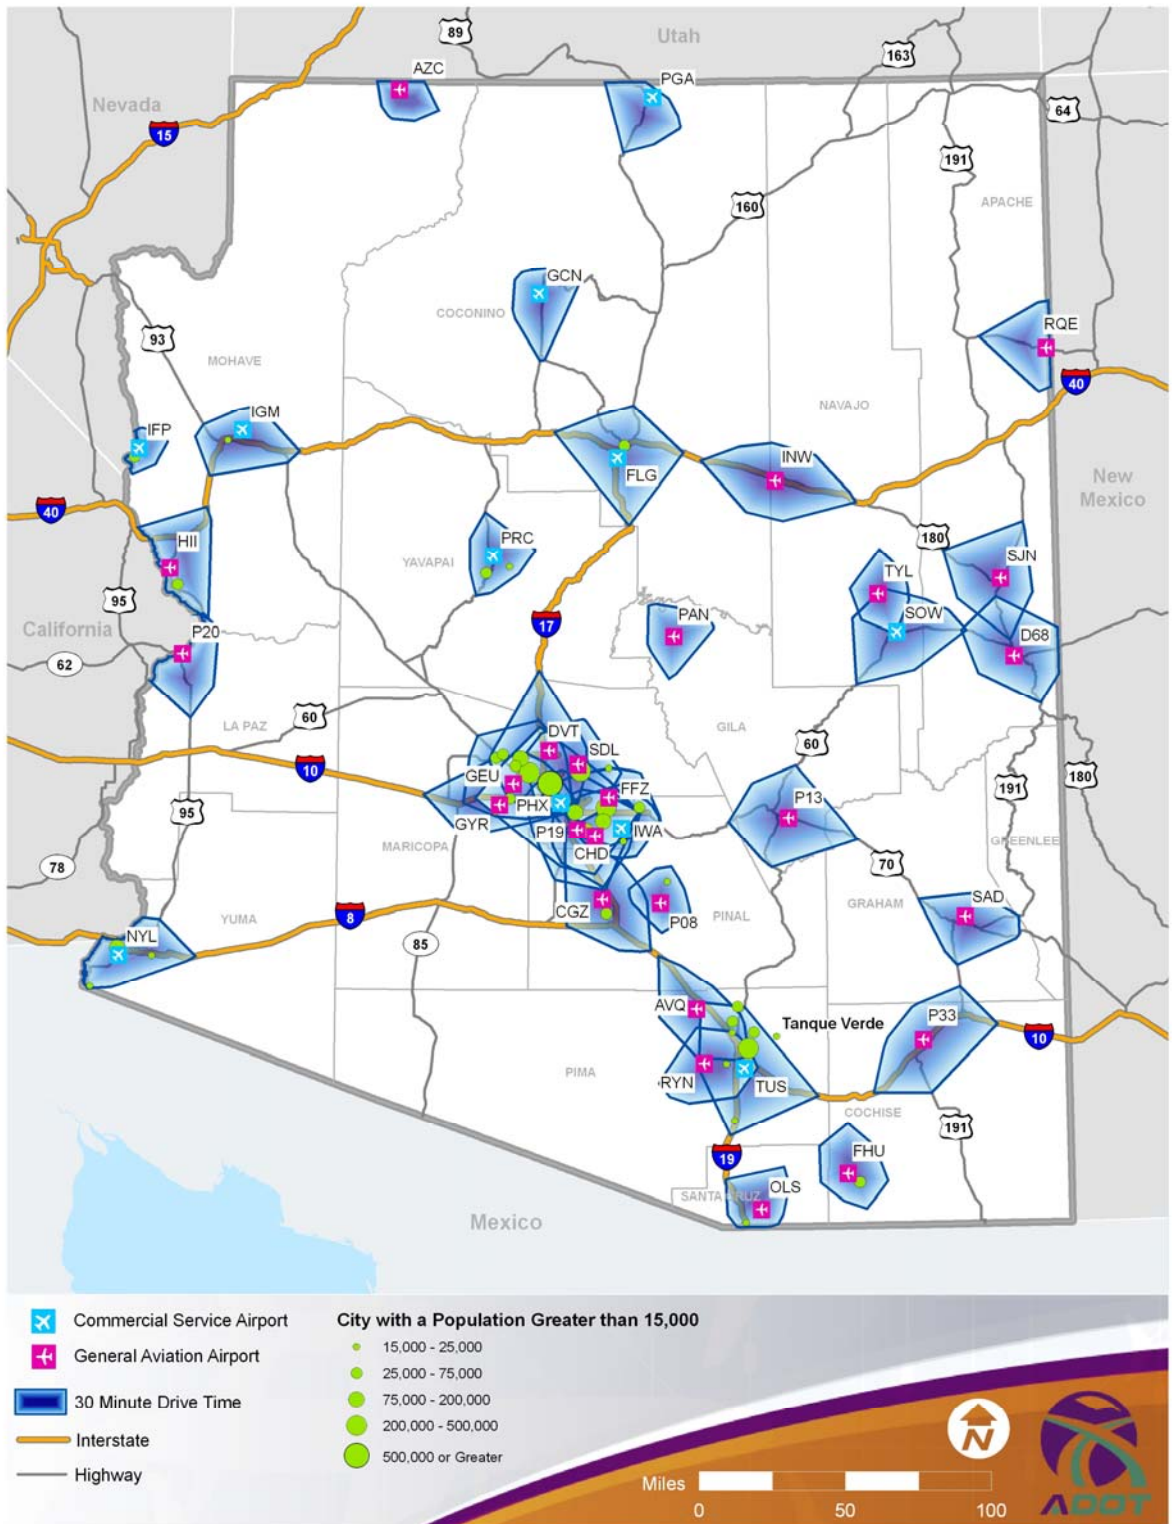 89
Utah
163
AZC
PGA
Nevada
64
15
191
160
APACHE
GCN
COCONINO
RQE
93
MOHAVE
40
IGM
NAVAJO
IFP
INW
FLG
New
Mexico
40
180
HII
PRC
YAVAPAI
SJN
TYL
95
SOW
PAN
17
California
P20
D68
62
LA PAZ
60
DVT
GILA
60
SDL
10
180
GEU
191
FFZ
95
PHX
P13
GYR
P19
IWA
MARICOPA
GREENLEE
CHD
78
70
SAD
GRAHAM
CGZ
YUMA
8
P08
PINAL
NYL
85
AVQ
Tanque Verde
P33
10
PIMA
RYN
TUS
COCHISE
191
FHU
19
OLS
SANTA CRUZ
Mexico
Commercial Service Airport
General Aviation Airport
30 Minute Drive Time
Interstate
Highway
City with a Population Greater than 15,000
15,000 - 25,000
25,000 - 75,000
75,000 - 200,000
200,000 - 500,000
500,000 or Greater
N
Miles
0 50 100
ADOT